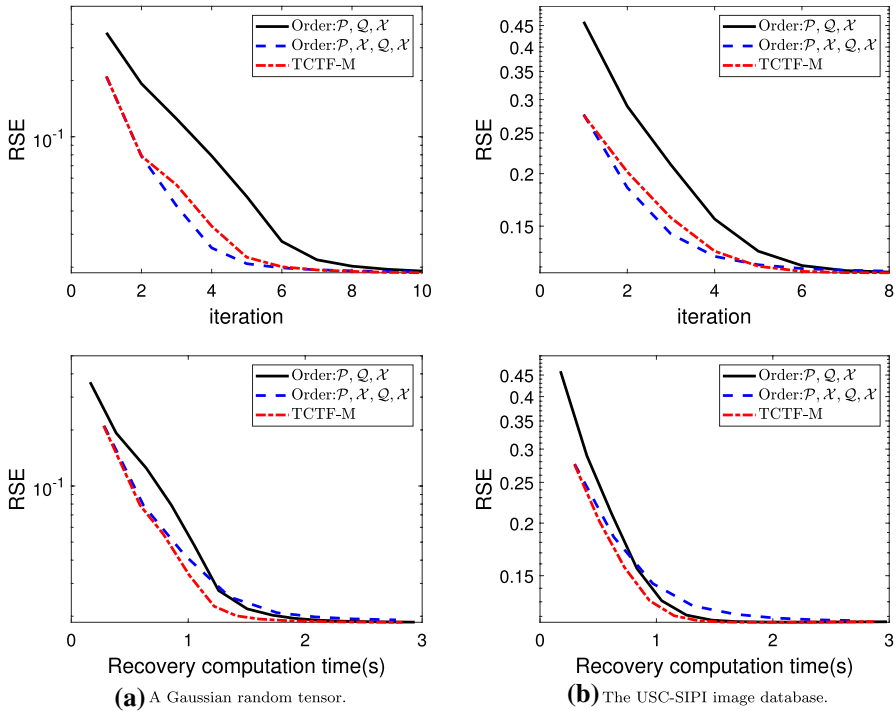 RSE
10⁻¹
0 2 4 6 8 10
iteration
Order:𝒫, 𝒬, 𝒳
Order:𝒫, 𝒳, 𝒬, 𝒳
TCTF-M
RSE
0.45
0.4
0.3
0.25
0.2
0.15
0 2 4 6 8
iteration
Order:𝒫, 𝒬, 𝒳
Order:𝒫, 𝒳, 𝒬, 𝒳
TCTF-M
RSE
10⁻¹
0 1 2 3
Recovery computation time(s)
Order:𝒫, 𝒬, 𝒳
Order:𝒫, 𝒳, 𝒬, 𝒳
TCTF-M
(a) A Gaussian random tensor.
RSE
0.45
0.4
0.35
0.3
0.25
0.2
0.15
0 1 2 3
Recovery computation time(s)
Order:𝒫, 𝒬, 𝒳
Order:𝒫, 𝒳, 𝒬, 𝒳
TCTF-M
(b) The USC-SIPI image database.